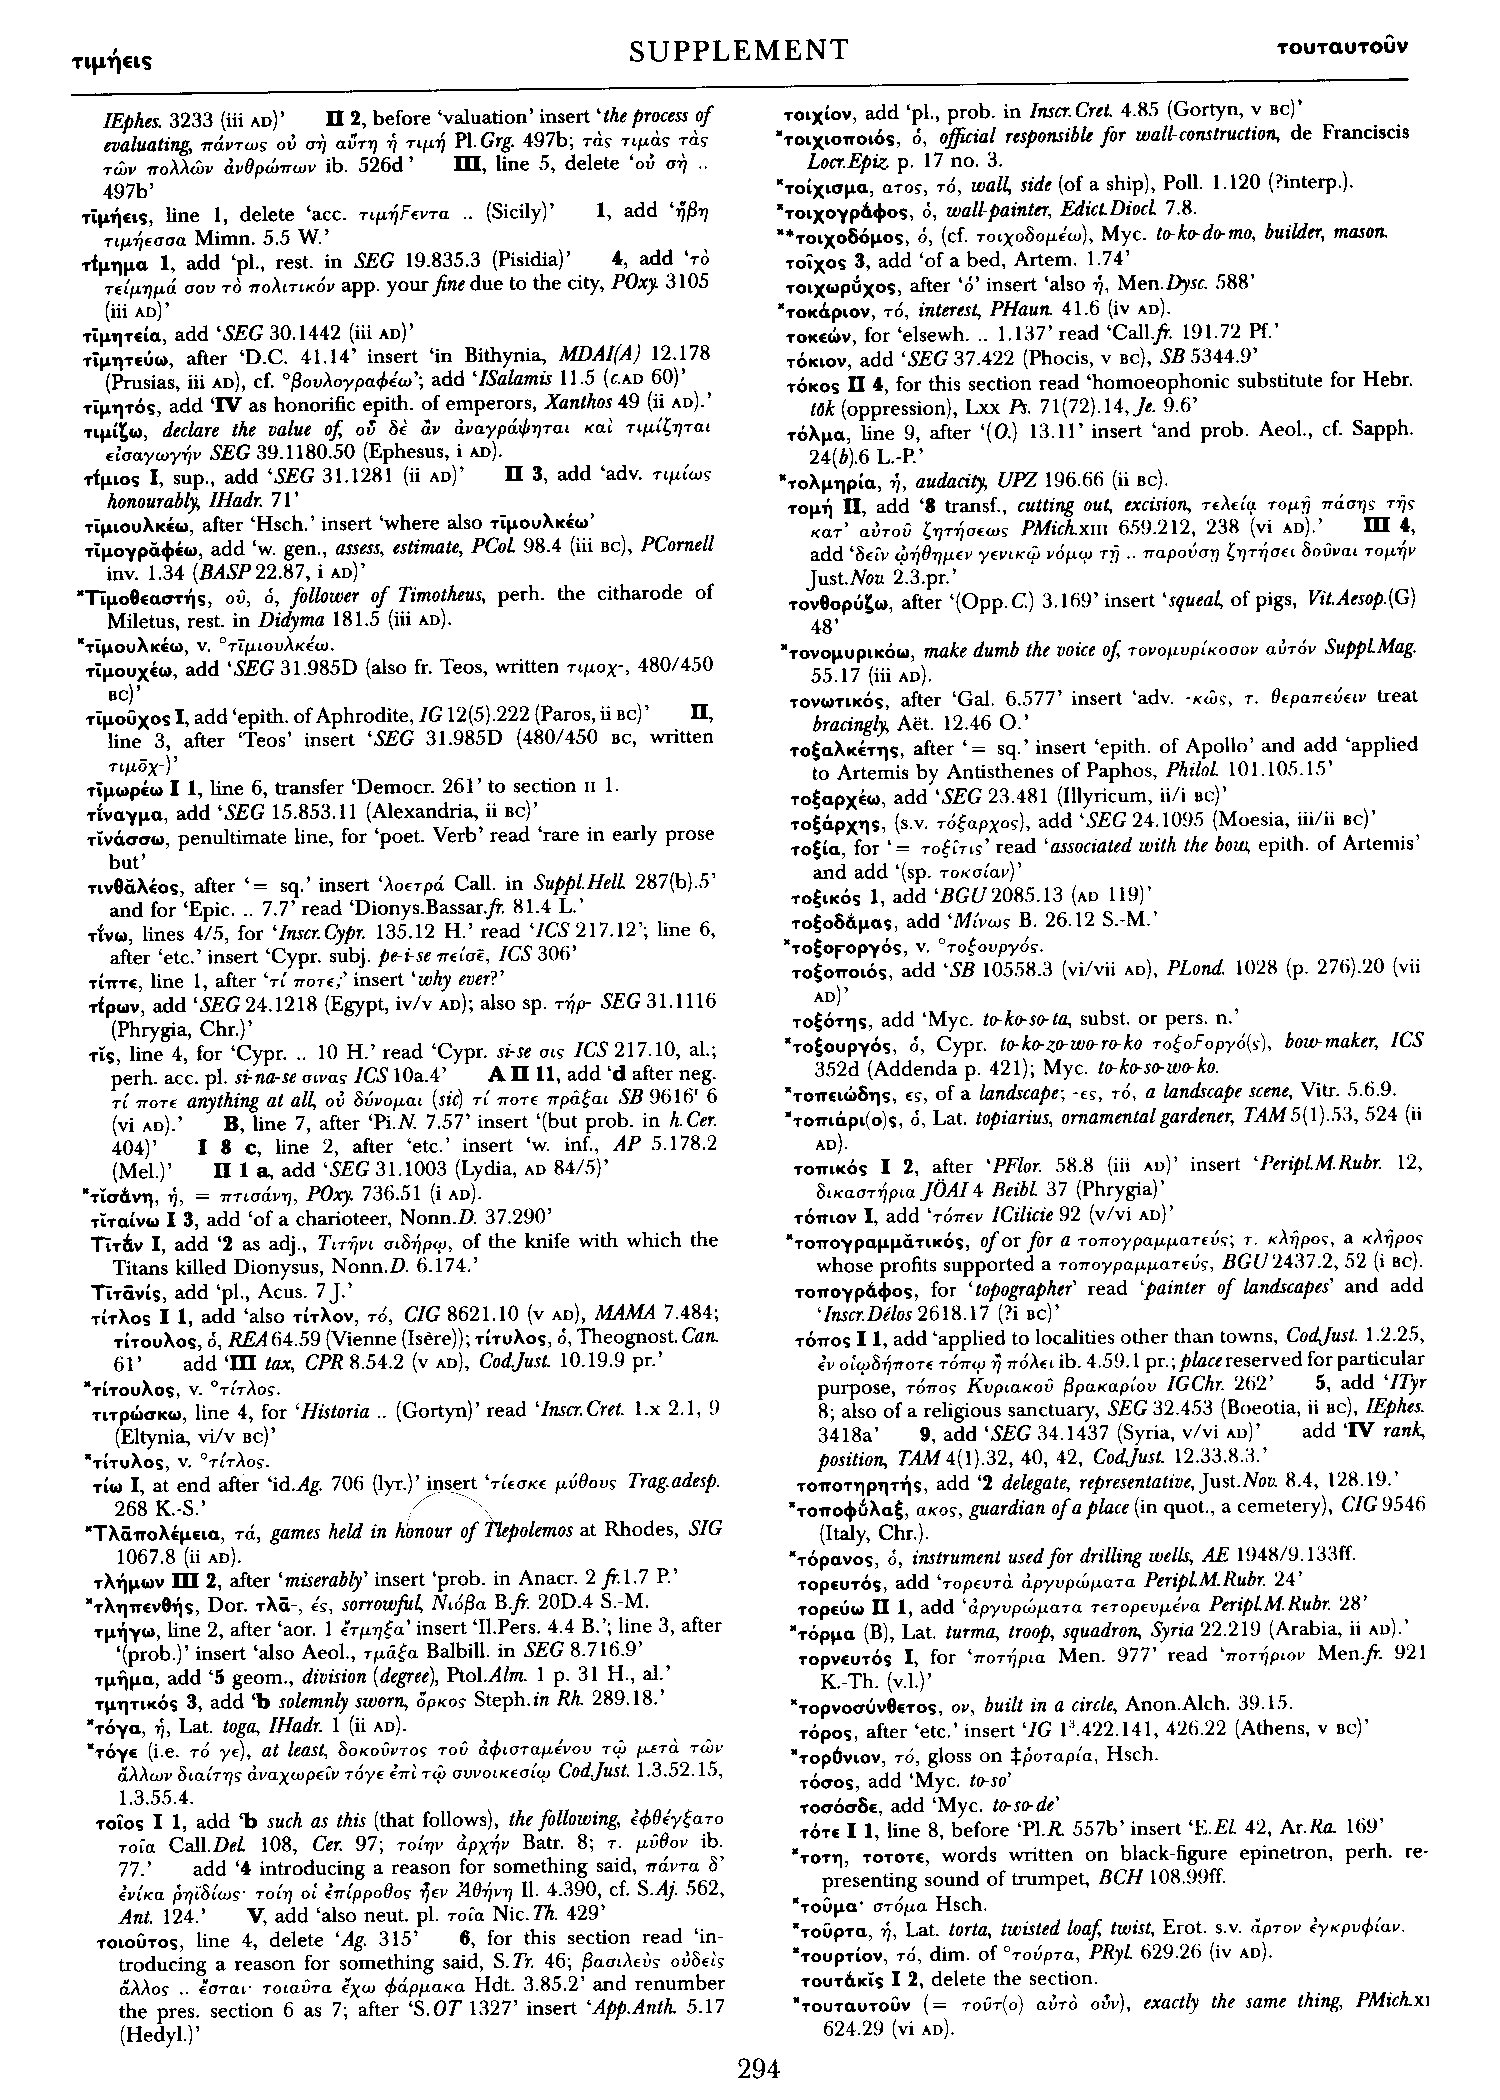 τιμήεις
SUPPLEMENT
τουταυτοῦν
IEphes. 3233 (iii AD)’ II 2, before ‘valuation’ insert ‘the process of
evaluating, πάντως οὐ σὴ αὕτη ἡ τιμή Pl.Grg. 497b; τὰς τιμὰς τὰς
τῶν πολλῶν ἀνθρώπων ib. 526d’ III, line 5, delete ‘οὐ σὴ ..
497b’
τῑμήεις, line 1, delete ‘acc. τιμήϝεντα .. (Sicily)’ 1, add ‘ἥβη
τιμήεσσα Mimn. 5.5 W.’
τίμημα 1, add ‘pl., rest. in SEG 19.835.3 (Pisidia)’ 4, add ‘τὸ
τείμημά σου τὸ πολιτικόν app. your fine due to the city, POxy. 3105
(iii AD)’
τῑμητεία, add ‘SEG 30.1442 (iii AD)’
τῑμητεύω, after ‘D.C. 41.14’ insert ‘in Bithynia, MDAI(A) 12.178
(Prusias, iii AD), cf. °βουλογραφέω’; add ‘ISalamis 11.5 (c.AD 60)’
τῑμητός, add ‘IV as honorific epith. of emperors, Xanthos 49 (ii AD).’
τιμίζω, declare the value of, οὗ δὲ ἂν ἀναγράψηται καὶ τιμίζηται
εἰσαγωγήν SEG 39.1180.50 (Ephesus, i AD).
τίμιος I, sup., add ‘SEG 31.1281 (ii AD)’ II 3, add ‘adv. τιμίως
honourably, IHadr. 71’
τῑμιουλκέω, after ‘Hsch.’ insert ‘where also τῑμουλκέω’
τῑμογρᾰφέω, add ‘w. gen., assess, estimate, PCol. 98.4 (iii BC), PCornell
inv. 1.34 (BASP 22.87, i AD)’
*Τῑμοθεαστής, οῦ, ὁ, follower of Timotheus, perh. the citharode of
Miletus, rest. in Didyma 181.5 (iii AD).
*τῑμουλκέω, v. °τῑμιουλκέω.
τῑμουχέω, add ‘SEG 31.985D (also fr. Teos, written τιμοχ-, 480/450
BC)’
τῑμοῦχος I, add ‘epith. of Aphrodite, IG 12(5).222 (Paros, ii BC)’ II,
line 3, after ‘Teos’ insert ‘SEG 31.985D (480/450 BC, written
τιμōχ-)’
τῑμωρέω I 1, line 6, transfer ‘Democr. 261’ to section II 1.
τίναγμα, add ‘SEG 15.853.11 (Alexandria, ii BC)’
τῐνάσσω, penultimate line, for ‘poet. Verb’ read ‘rare in early prose
but’
τινθᾰλέος, after ‘= sq.’ insert ‘λοετρά Call. in Suppl.Hell. 287(b).5’
and for ‘Epic. .. 7.7’ read ‘Dionys.Bassar.fr. 81.4 L.’
τίνω, lines 4/5, for ‘Inscr.Cypr. 135.12 H.’ read ‘ICS 217.12’; line 6,
after ‘etc.’ insert ‘Cypr. subj. pe-i-se πείσē, ICS 306’
τίπτε, line 1, after ‘τί ποτε;’ insert ‘why ever?’
τίρων, add ‘SEG 24.1218 (Egypt, iv/v AD); also sp. τήρ- SEG 31.1116
(Phrygia, Chr.)’
τῐς, line 4, for ‘Cypr. .. 10 H.’ read ‘Cypr. si-se σις ICS 217.10, al.;
perh. acc. pl. si-na-se σινας ICS 10a.4’ A II 11, add ‘d after neg.
τί ποτε anything at all, οὐ δύνομαι (sic) τί ποτε πρᾶξαι SB 9616ʳ 6
(vi AD).’ B, line 7, after ‘Pi.N. 7.57’ insert ‘(but prob. in h.Cer.
404)’ I 8 c, line 2, after ‘etc.’ insert ‘w. inf., AP 5.178.2
(Mel.)’ II 1 a, add ‘SEG 31.1003 (Lydia, AD 84/5)’
*τῐσάνη, ἡ, = πτισάνη, POxy. 736.51 (i AD).
τῐταίνω I 3, add ‘of a charioteer, Nonn.D. 37.290’
Τῑτάν I, add ‘2 as adj., Τιτῆνι σιδήρῳ, of the knife with which the
Titans killed Dionysus, Nonn.D. 6.174.’
Τῑτᾱνίς, add ‘pl., Acus. 7 J.’
τίτλος I 1, add ‘also τίτλον, τό, CIG 8621.10 (v AD), MAMA 7.484;
τίτουλος, ὁ, REA 64.59 (Vienne (Isère)); τίτυλος, ὁ, Theognost.Can.
61’ add ‘III tax, CPR 8.54.2 (v AD), Cod.Just. 10.19.9 pr.’
*τίτουλος, v. °τίτλος.
τιτρώσκω, line 4, for ‘Historia .. (Gortyn)’ read ‘Inscr.Cret. 1.x 2.1, 9
(Eltynia, vi/v BC)’
*τίτυλος, v. °τίτλος.
τίω I, at end after ‘id.Ag. 706 (lyr.)’ insert ‘τίεσκε μύθους Trag.adesp.
268 K.-S.’
*Τλᾱπολέμεια, τά, games held in honour of Tlepolemos at Rhodes, SIG
1067.8 (ii AD).
τλήμων III 2, after ‘miserably’ insert ‘prob. in Anacr. 2 fr.1.7 P.’
*τληπενθής, Dor. τλᾱ-, ές, sorrowful, Νιόβα B.fr. 20D.4 S.-M.
τμήγω, line 2, after ‘aor. 1 ἔτμηξα’ insert ‘Il.Pers. 4.4 B.’; line 3, after
‘(prob.)’ insert ‘also Aeol., τμᾶξα Balbill. in SEG 8.716.9’
τμῆμα, add ‘5 geom., division (degree), Ptol.Alm. 1 p. 31 H., al.’
τμητικός 3, add ‘b solemnly sworn, ὅρκος Steph.in Rh. 289.18.’
*τόγα, ἡ, Lat. toga, IHadr. 1 (ii AD).
*τόγε (i.e. τό γε), at least, δοκοῦντος τοῦ ἀφισταμένου τῷ μετὰ τῶν
ἄλλων διαίτης ἀναχωρεῖν τόγε ἐπὶ τῷ συνοικεσίῳ Cod.Just. 1.3.52.15,
1.3.55.4.
τοῖος I 1, add ‘b such as this (that follows), the following, ἐφθέγξατο
τοῖα Call.Del. 108, Cer. 97; τοίην ἀρχήν Batr. 8; τ. μῦθον ib.
77.’ add ‘4 introducing a reason for something said, πάντα δ’
ἐνίκα ῥηϊδίως· τοίη οἱ ἐπίρροθος ἦεν Ἀθήνη Il. 4.390, cf. S.Aj. 562,
Ant. 124.’ V, add ‘also neut. pl. τοῖα Nic.Th. 429’
τοιοῦτος, line 4, delete ‘Ag. 315’ 6, for this section read ‘in-
troducing a reason for something said, S.Tr. 46; βασιλεὺς οὐδεὶς
ἄλλος .. ἔσται· τοιαῦτα ἔχω φάρμακα Hdt. 3.85.2’ and renumber
the pres. section 6 as 7; after ‘S.OT 1327’ insert ‘App.Anth. 5.17
(Hedyl.)’
τοιχίον, add ‘pl., prob. in Inscr.Cret. 4.85 (Gortyn, v BC)’
*τοιχιοποιός, ὁ, official responsible for wall-construction, de Franciscis
Locr.Epiz. p. 17 no. 3.
*τοίχισμα, ατος, τό, wall, side (of a ship), Poll. 1.120 (?interp.).
*τοιχογράφος, ὁ, wall-painter, Edict.Diocl. 7.8.
**τοιχοδόμος, ὁ, (cf. τοιχοδομέω), Myc. to-ko-do-mo, builder, mason.
τοῖχος 3, add ‘of a bed, Artem. 1.74’
τοιχωρύχος, after ‘ὁ’ insert ‘also ἡ, Men.Dysc. 588’
*τοκάριον, τό, interest, PHaun. 41.6 (iv AD).
τοκεών, for ‘elsewh. .. 1.137’ read ‘Call.fr. 191.72 Pf.’
τόκιον, add ‘SEG 37.422 (Phocis, v BC), SB 5344.9’
τόκος II 4, for this section read ‘homoeophonic substitute for Hebr.
tōk (oppression), Lxx Ps. 71(72).14, Je. 9.6’
τόλμα, line 9, after ‘(O.) 13.11’ insert ‘and prob. Aeol., cf. Sapph.
24(b).6 L.-P.’
*τολμηρία, ἡ, audacity, UPZ 196.66 (ii BC).
τομή II, add ‘8 transf., cutting out, excision, τελείᾳ τομῇ πάσης τῆς
κατ’ αὐτοῦ ζητήσεως PMich.XIII 659.212, 238 (vi AD).’ III 4,
add ‘δεῖν ᾠήθημεν γενικῷ νόμῳ τῇ .. παρούσῃ ζητήσει δοῦναι τομήν
Just.Nov. 2.3.pr.’
τονθορύζω, after ‘(Opp.C.) 3.169’ insert ‘squeal, of pigs, Vit.Aesop.(G)
48’
*τονομυρικόω, make dumb the voice of, τονομυρίκοσον αὐτόν Suppl.Mag.
55.17 (iii AD).
τονωτικός, after ‘Gal. 6.577’ insert ‘adv. -κῶς, τ. θεραπεύειν treat
bracingly, Aët. 12.46 O.’
τοξαλκέτης, after ‘= sq.’ insert ‘epith. of Apollo’ and add ‘applied
to Artemis by Antisthenes of Paphos, Philol. 101.105.15’
τοξαρχέω, add ‘SEG 23.481 (Illyricum, ii/i BC)’
τοξάρχης, (s.v. τόξαρχος), add ‘SEG 24.1095 (Moesia, iii/ii BC)’
τοξία, for ‘= τοξῖτις’ read ‘associated with the bow, epith. of Artemis’
and add ‘(sp. τοκσίαν)’
τοξικός 1, add ‘BGU 2085.13 (AD 119)’
τοξοδάμας, add ‘Μίνως B. 26.12 S.-M.’
*τοξοϝοργός, v. °τοξουργός.
τοξοποιός, add ‘SB 10558.3 (vi/vii AD), PLond. 1028 (p. 276).20 (vii
AD)’
τοξότης, add ‘Myc. to-ko-so-ta, subst. or pers. n.’
*τοξουργός, ὁ, Cypr. to-ko-zo-wo-ro-ko τοξοϝοργό(ς), bow-maker, ICS
352d (Addenda p. 421); Myc. to-ko-so-wo-ko.
*τοπειώδης, ες, of a landscape; -ες, τό, a landscape scene, Vitr. 5.6.9.
*τοπιάρι(ο)ς, ὁ, Lat. topiarius, ornamental gardener, TAM 5(1).53, 524 (ii
AD).
τοπικός I 2, after ‘PFlor. 58.8 (iii AD)’ insert ‘Peripl.M.Rubr. 12,
δικαστήρια JÖAI 4 Beibl. 37 (Phrygia)’
τόπιον I, add ‘τόπεν ICilicie 92 (v/vi AD)’
*τοπογραμμᾰτικός, of or for a τοπογραμματεύς; τ. κλῆρος, a κλῆρος
whose profits supported a τοπογραμματεύς, BGU 2437.2, 52 (i BC).
τοπογράφος, for ‘topographer’ read ‘painter of landscapes’ and add
‘Inscr.Délos 2618.17 (?i BC)’
τόπος I 1, add ‘applied to localities other than towns, Cod.Just. 1.2.25,
ἐν οἱῳδήποτε τόπῳ ἢ πόλει ib. 4.59.1 pr.; place reserved for particular
purpose, τόπος Κυριακοῦ βρακαρίου IGChr. 262’ 5, add ‘ITyr
8; also of a religious sanctuary, SEG 32.453 (Boeotia, ii BC), IEphes.
3418a’ 9, add ‘SEG 34.1437 (Syria, v/vi AD)’ add ‘IV rank,
position, TAM 4(1).32, 40, 42, Cod.Just. 12.33.8.3.’
τοποτηρητής, add ‘2 delegate, representative, Just.Nov. 8.4, 128.19.’
*τοποφύλαξ, ακος, guardian of a place (in quot., a cemetery), CIG 9546
(Italy, Chr.).
*τόρανος, ὁ, instrument used for drilling wells, AE 1948/9.133ff.
τορευτός, add ‘τορευτὰ ἀργυρώματα Peripl.M.Rubr. 24’
τορεύω II 1, add ‘ἀργυρώματα τετορευμένα Peripl.M.Rubr. 28’
*τόρμα (B), Lat. turma, troop, squadron, Syria 22.219 (Arabia, ii AD).’
τορνευτός I, for ‘ποτήρια Men. 977’ read ‘ποτήριον Men.fr. 921
K.-Th. (v.l.)’
*τορνοσύνθετος, ον, built in a circle, Anon.Alch. 39.15.
τόρος, after ‘etc.’ insert ‘IG 1³.422.141, 426.22 (Athens, v BC)’
*τορύνιον, τό, gloss on ‡ῥοταρία, Hsch.
τόσος, add ‘Myc. to-so’
τοσόσδε, add ‘Myc. to-so-de’
τότε I 1, line 8, before ‘Pl.R. 557b’ insert ‘E.El. 42, Ar.Ra. 169’
*τοτη, τοτοτε, words written on black-figure epinetron, perh. re-
presenting sound of trumpet, BCH 108.99ff.
*τοῦμα· στόμα Hsch.
*τοῦρτα, ἡ, Lat. torta, twisted loaf, twist, Erot. s.v. ἄρτον ἐγκρυφίαν.
*τουρτίον, τό, dim. of °τούρτα, PRyl. 629.26 (iv AD).
τουτάκῐς I 2, delete the section.
*τουταυτοῦν (= τοῦτ(ο) αὐτὸ οὖν), exactly the same thing, PMich.XI
624.29 (vi AD).
294